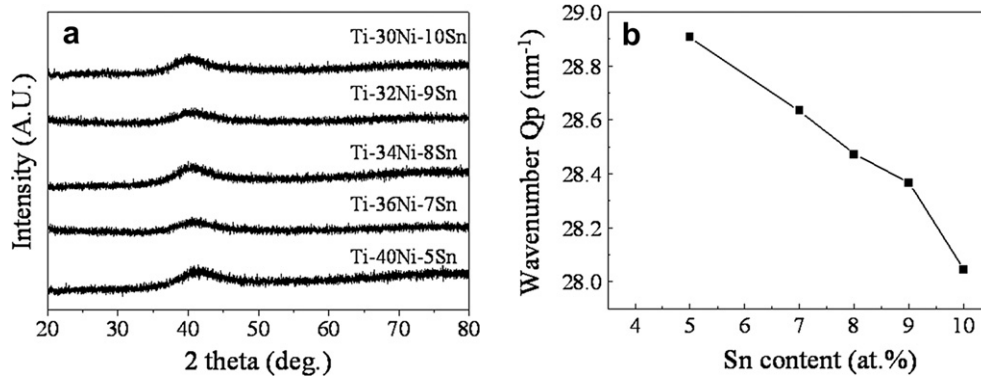 a
Ti-30Ni-10Sn
Ti-32Ni-9Sn
Ti-34Ni-8Sn
Ti-36Ni-7Sn
Ti-40Ni-5Sn
Intensity (A.U.)
20 30 40 50 60 70 80
2 theta (deg.)
b
29.0
28.8
28.6
28.4
28.2
28.0
Wavenumber Qp (nm⁻¹)
4 5 6 7 8 9 10
Sn content (at.%)